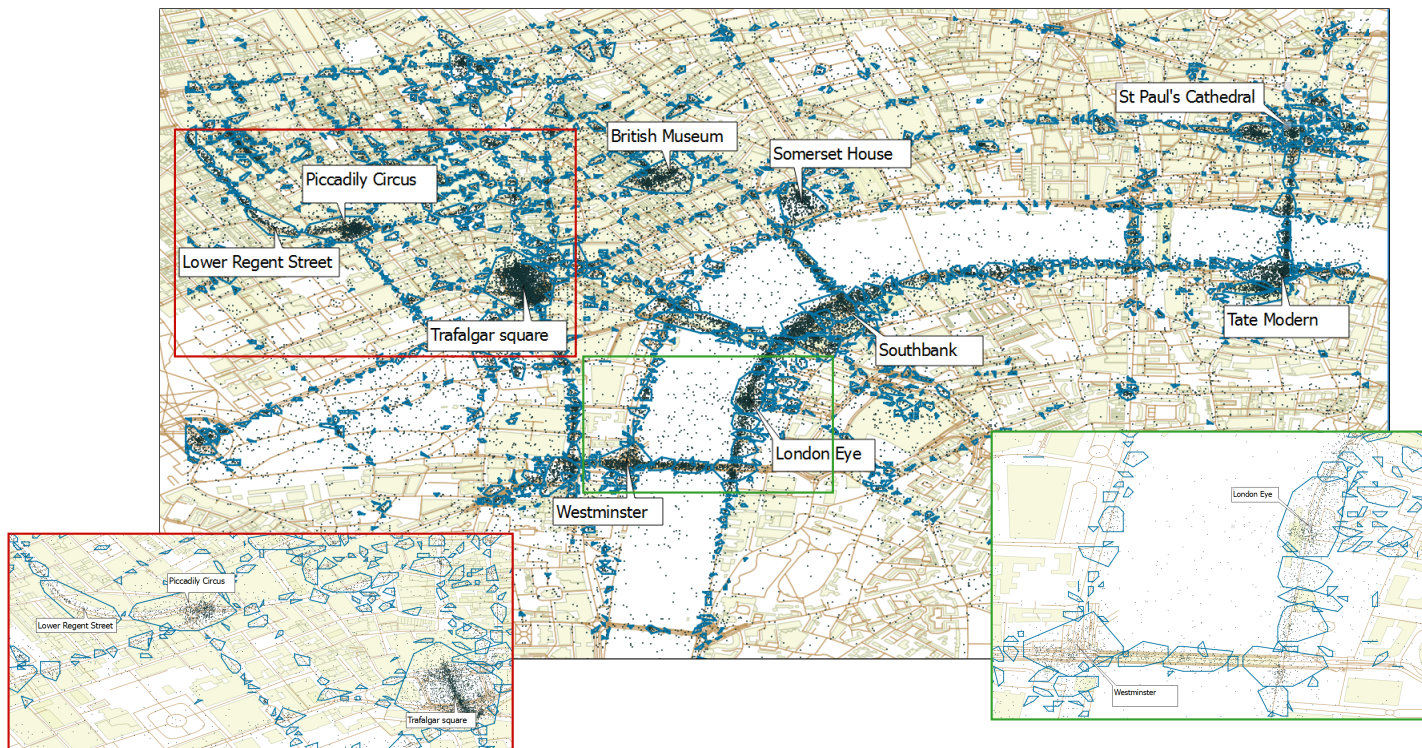 St Paul's Cathedral
British Museum
Somerset House
Piccadily Circus
Lower Regent Street
Trafalgar square
Tate Modern
Southbank
London Eye
Westminster
London Eye
Westminster
Piccadily Circus
Lower Regent Street
Trafalgar square